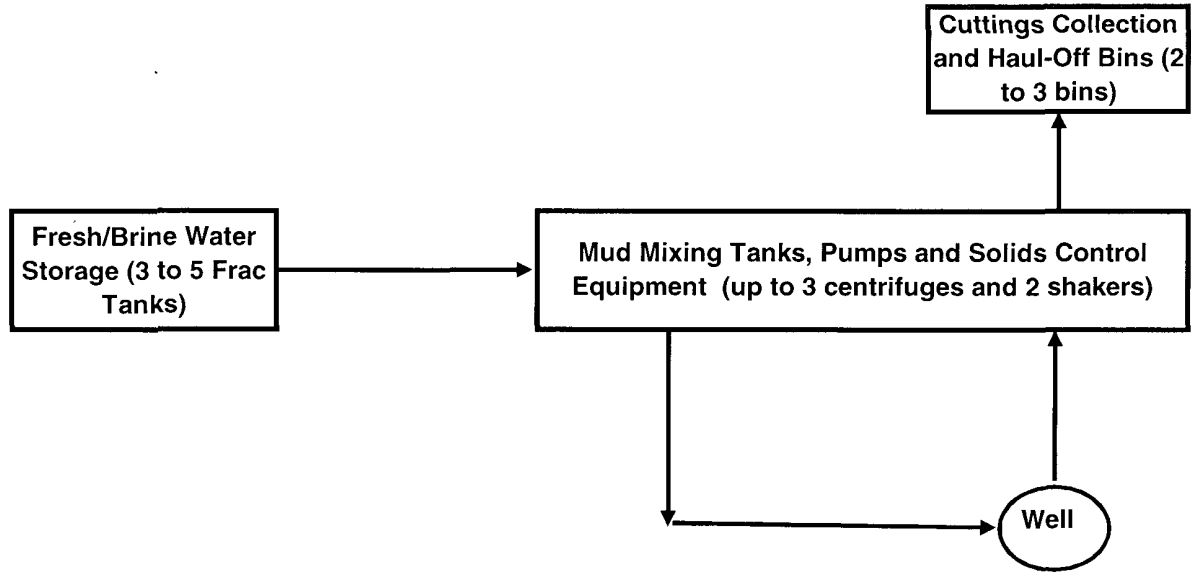 Cuttings Collection
and Haul-Off Bins (2
to 3 bins)
Fresh/Brine Water
Storage (3 to 5 Frac
Tanks)
Mud Mixing Tanks, Pumps and Solids Control
Equipment (up to 3 centrifuges and 2 shakers)
Well